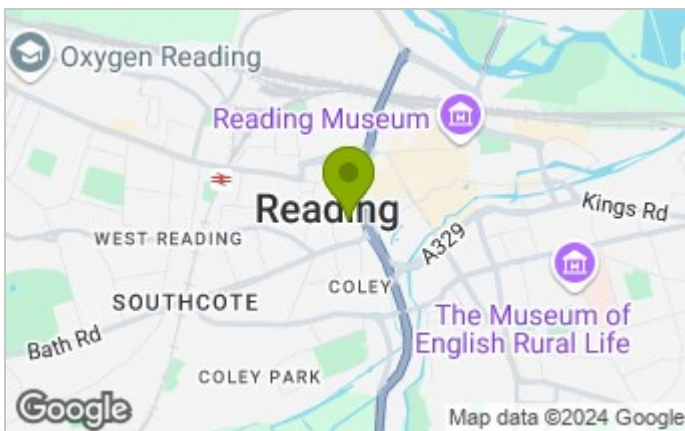 Oxygen Reading
Reading Museum
Reading
Kings Rd
WEST READING
A329
COLEY
SOUTHCOTE
The Museum of
English Rural Life
Bath Rd
COLEY PARK
Google
Map data ©2024 Google